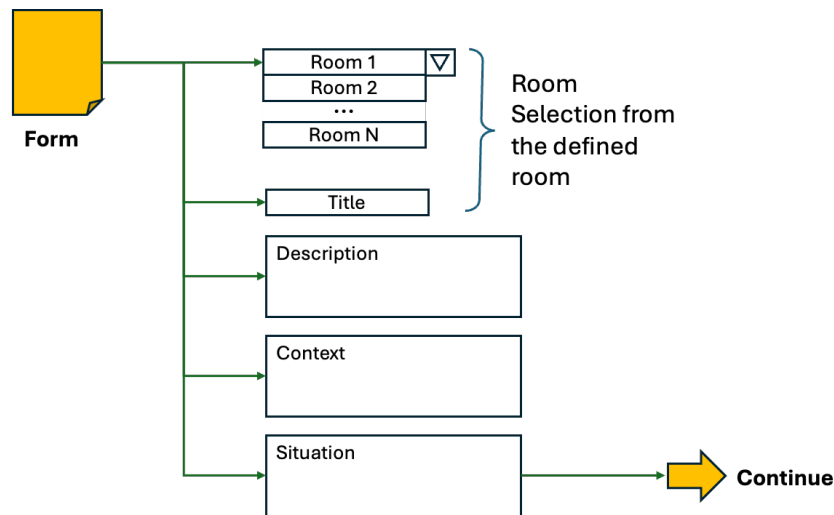 Form
Room 1
Room 2
...
Room N
Room
Selection from
the defined
room
Title
Description
Context
Situation
Continue